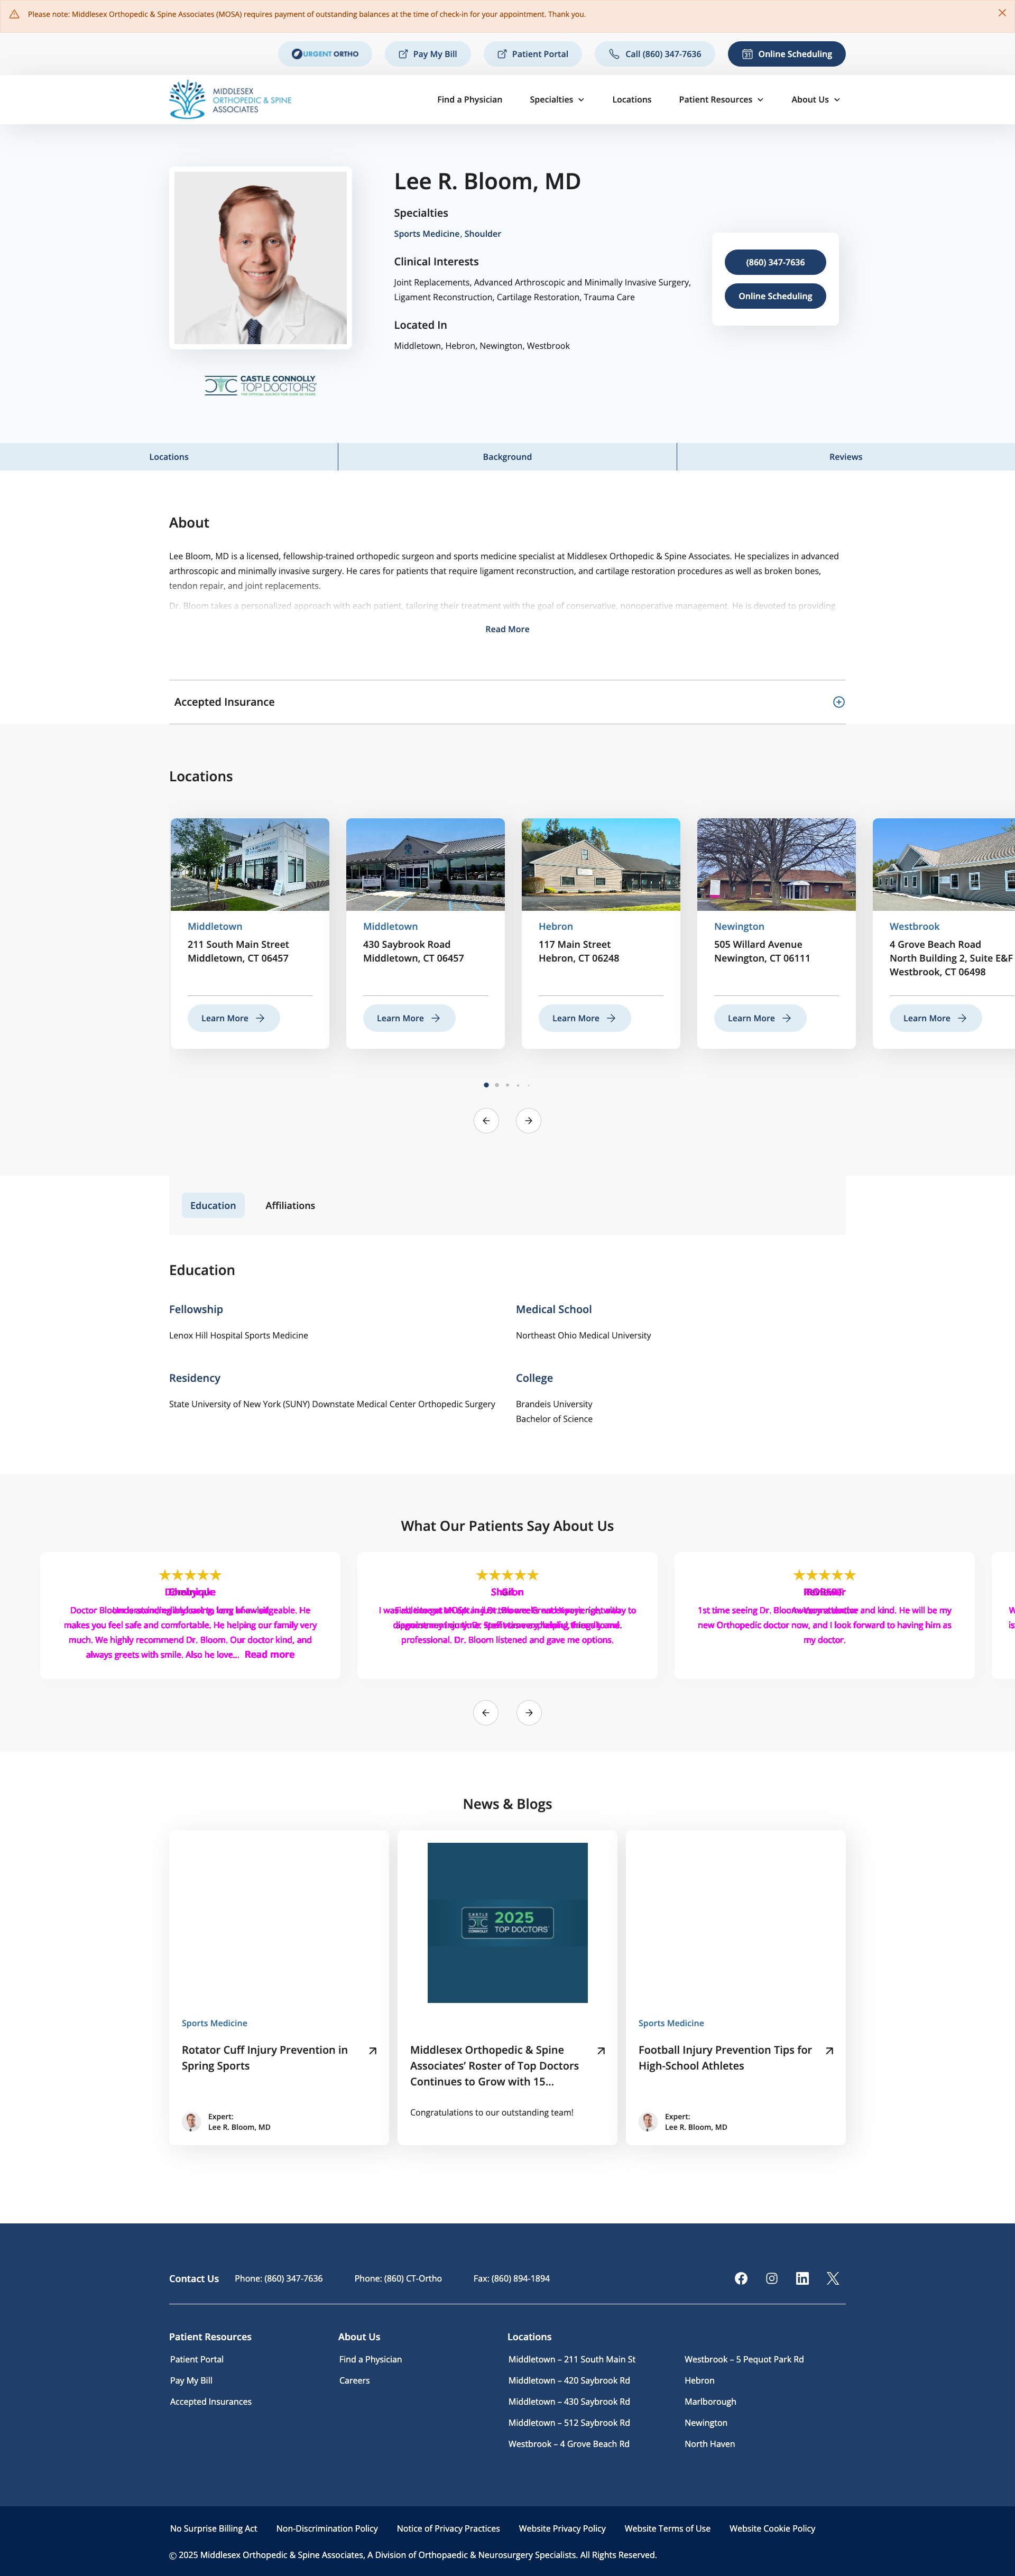 Please note: Middlesex Orthopedic & Spine Associates (MOSA) requires payment of outstanding balances at the time of check-in for your appointment. Thank you.
URGENT ORTHO
Pay My Bill
Patient Portal
Call (860) 347-7636
Online Scheduling
MIDDLESEX
ORTHOPEDIC & SPINE
ASSOCIATES
Find a Physician
Specialties
Locations
Patient Resources
About Us
Lee R. Bloom, MD
Specialties
Sports Medicine, Shoulder
Clinical Interests
Joint Replacements, Advanced Arthroscopic and Minimally Invasive Surgery,
Ligament Reconstruction, Cartilage Restoration, Trauma Care
Located In
Middletown, Hebron, Newington, Westbrook
(860) 347-7636
Online Scheduling
CASTLE CONNOLLY
TOP DOCTORS
Locations
Background
Reviews
About
Lee Bloom, MD is a licensed, fellowship-trained orthopedic surgeon and sports medicine specialist at Middlesex Orthopedic & Spine Associates. He specializes in advanced
arthroscopic and minimally invasive surgery. He cares for patients that require ligament reconstruction, and cartilage restoration procedures as well as broken bones,
tendon repair, and joint replacements.
Dr. Bloom takes a personalized approach with each patient, tailoring their treatment with the goal of conservative, nonoperative management. He is devoted to providing
Read More
Accepted Insurance
Locations
Middletown
211 South Main Street
Middletown, CT 06457
Learn More
Middletown
430 Saybrook Road
Middletown, CT 06457
Learn More
Hebron
117 Main Street
Hebron, CT 06248
Learn More
Newington
505 Willard Avenue
Newington, CT 06111
Learn More
Westbrook
4 Grove Beach Road
North Building 2, Suite E&F
Westbrook, CT 06498
Learn More
Education
Affiliations
Education
Fellowship
Lenox Hill Hospital Sports Medicine
Medical School
Northeast Ohio Medical University
Residency
State University of New York (SUNY) Downstate Medical Center Orthopedic Surgery
College
Brandeis University
Bachelor of Science
What Our Patients Say About Us
Dominique
Doctor Bloom is knowledgeable. He
makes you feel safe and comfortable. He helping our family very
much. We highly recommend Dr. Bloom. Our doctor kind, and
always greets with smile. Also he love... Read more
Sharon
professional. Dr. Bloom listened and gave me options.
Reviewer
1st time seeing Dr. Bloom and kind. He will be my
new Orthopedic doctor now, and I look forward to having him as
my doctor.
News & Blogs
Sports Medicine
Rotator Cuff Injury Prevention in
Spring Sports
Expert:
Lee R. Bloom, MD
CASTLE CONNOLLY
2025
TOP DOCTORS
Middlesex Orthopedic & Spine
Associates' Roster of Top Doctors
Continues to Grow with 15...
Congratulations to our outstanding team!
Sports Medicine
Football Injury Prevention Tips for
High-School Athletes
Expert:
Lee R. Bloom, MD
Contact Us
Phone: (860) 347-7636
Phone: (860) CT-Ortho
Fax: (860) 894-1894
Patient Resources
Patient Portal
Pay My Bill
Accepted Insurances
About Us
Find a Physician
Careers
Locations
Middletown – 211 South Main St
Middletown – 420 Saybrook Rd
Middletown – 430 Saybrook Rd
Middletown – 512 Saybrook Rd
Westbrook – 4 Grove Beach Rd
Westbrook – 5 Pequot Park Rd
Hebron
Marlborough
Newington
North Haven
No Surprise Billing Act
Non-Discrimination Policy
Notice of Privacy Practices
Website Privacy Policy
Website Terms of Use
Website Cookie Policy
© 2025 Middlesex Orthopedic & Spine Associates, A Division of Orthopaedic & Neurosurgery Specialists. All Rights Reserved.